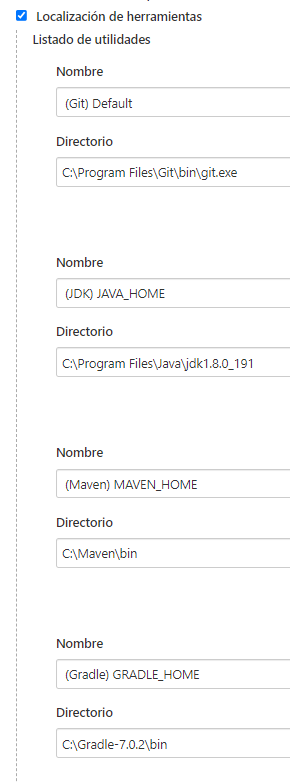 Localización de herramientas
Listado de utilidades
Nombre
(Git) Default
Directorio
C:\Program Files\Git\bin\git.exe
Nombre
(JDK) JAVA_HOME
Directorio
C:\Program Files\Java\jdk1.8.0_191
Nombre
(Maven) MAVEN_HOME
Directorio
C:\Maven\bin
Nombre
(Gradle) GRADLE_HOME
Directorio
C:\Gradle-7.0.2\bin